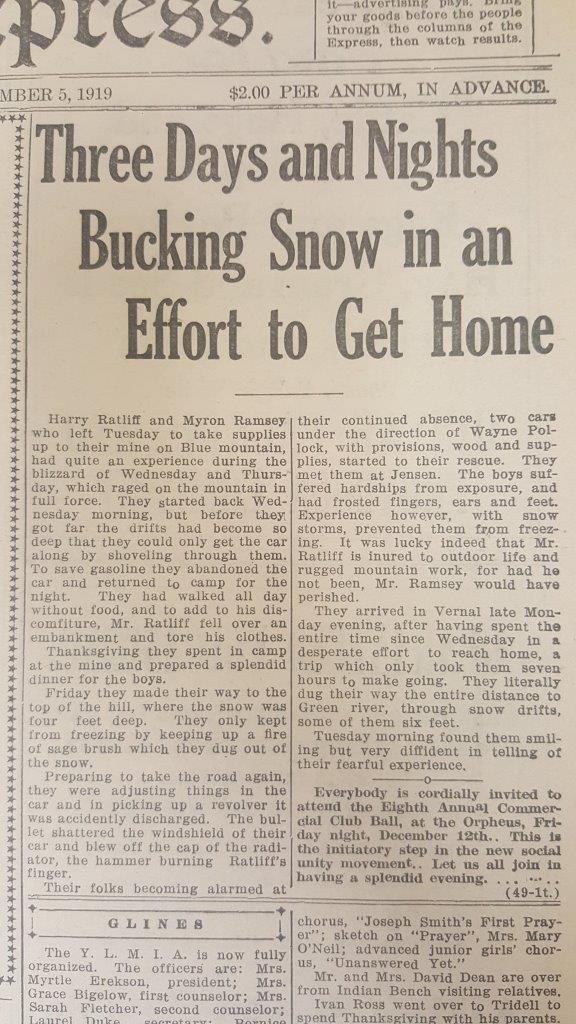 press.
it—advertising pays. Bring
your goods before the people
through the columns of the
Express, then watch results.
MBER 5, 1919
$2.00 PER ANNUM, IN ADVANCE.
Three Days and Nights
Bucking Snow in an
Effort to Get Home
Harry Ratliff and Myron Ramsey
who left Tuesday to take supplies
up to their mine on Blue mountain,
had quite an experience during the
blizzard of Wednesday and Thurs-
day, which raged on the mountain in
full force. They started back Wed-
nesday morning, but before they
got far the drifts had become so
deep that they could only get the car
along by shoveling through them.
To save gasoline they abandoned the
car and returned to camp for the
night. They had walked all day
without food, and to add to his dis-
comfiture, Mr. Ratliff fell over an
embankment and tore his clothes.
Thanksgiving they spent in camp
at the mine and prepared a splendid
dinner for the boys.
Friday they made their way to the
top of the hill, where the snow was
four feet deep. They only kept
from freezing by keeping up a fire
of sage brush which they dug out of
the snow.
Preparing to take the road again,
they were adjusting things in the
car and in picking up a revolver it
was accidently discharged. The bul-
let shattered the windshield of their
car and blew off the cap of the radi-
ator, the hammer burning Ratliff's
finger.
Their folks becoming alarmed at
their continued absence, two cars
under the direction of Wayne Pol-
lock, with provisions, wood and sup-
plies, started to their rescue. They
met them at Jensen. The boys suf-
fered hardships from exposure, and
had frosted fingers, ears and feet.
Experience however, with snow
storms, prevented them from freez-
ing. It was lucky indeed that Mr.
Ratliff is inured to outdoor life and
rugged mountain work, for had he
not been, Mr. Ramsey would have
perished.
They arrived in Vernal late Mon-
day evening, after having spent the
entire time since Wednesday in a
desperate effort to reach home, a
trip which only took them seven
hours to make going. They literally
dug their way the entire distance to
Green river, through snow drifts,
some of them six feet.
Tuesday morning found them smil-
ing but very diffident in telling of
their fearful experience.
Everybody is cordially invited to
attend the Eighth Annual Commer-
cial Club Ball, at the Orpheus, Fri-
day night, December 12th.. This is
the initiatory step in the new social
unity movement.. Let us all join in
having a splendid evening. . . . . . . .
(49-1t.)
GLINES
The Y. L. M. I. A. is now fully
organized. The officers are: Mrs.
Myrtle Erekson, president; Mrs.
Grace Bigelow, first counselor; Mrs.
Sarah Fletcher, second counselor;
Laurel Duke, secretary; Bernice
chorus, "Joseph Smith's First Pray-
er"; sketch on "Prayer", Mrs. Mary
O'Neil; advanced junior girls' chor-
us, "Unanswered Yet."
Mr. and Mrs. David Dean are over
from Indian Bench visiting relatives.
Ivan Ross went over to Tridell to
spend Thanksgiving with his parents.